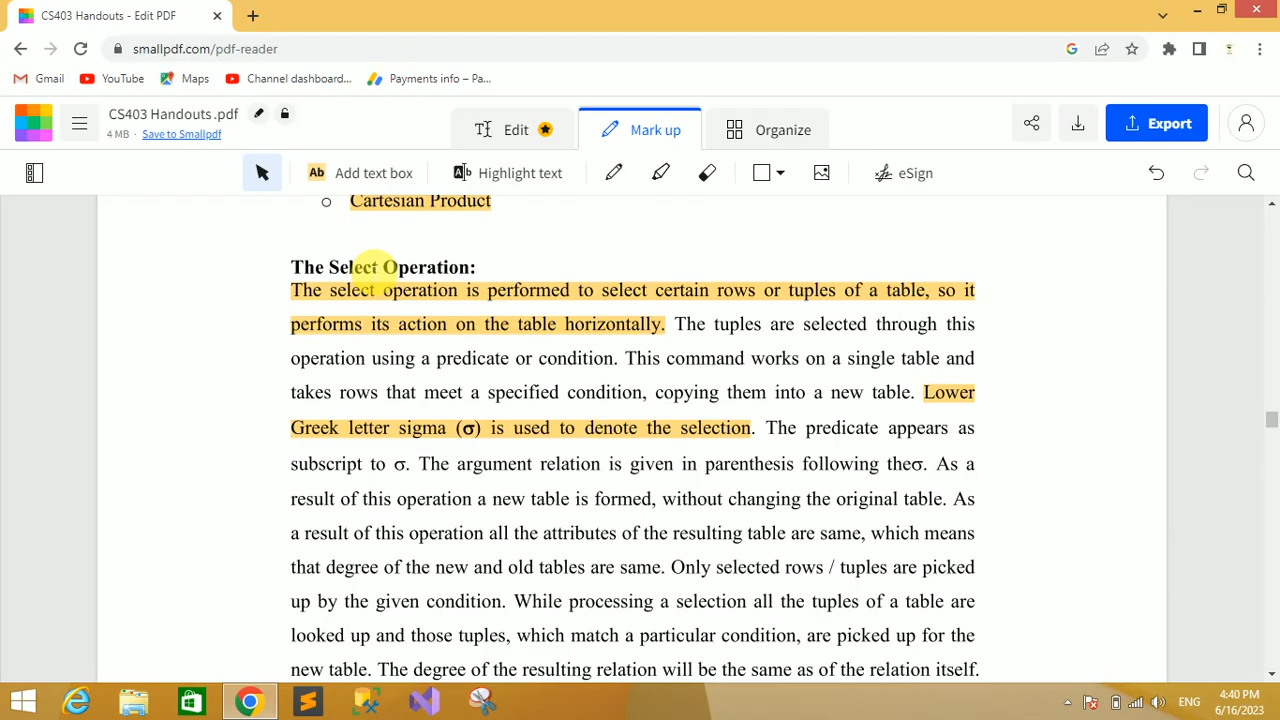 CS403 Handouts - Edit PDF
smallpdf.com/pdf-reader
Gmail YouTube Maps Channel dashboard... Payments info – Pa...
CS403 Handouts .pdf
4 MB · Save to Smallpdf
Edit Mark up Organize
Export
Ab Add text box A Highlight text eSign
Cartesian Product
The Select Operation:
The select operation is performed to select certain rows or tuples of a table, so it
performs its action on the table horizontally. The tuples are selected through this
operation using a predicate or condition. This command works on a single table and
takes rows that meet a specified condition, copying them into a new table. Lower
Greek letter sigma (σ) is used to denote the selection. The predicate appears as
subscript to σ. The argument relation is given in parenthesis following theσ. As a
result of this operation a new table is formed, without changing the original table. As
a result of this operation all the attributes of the resulting table are same, which means
that degree of the new and old tables are same. Only selected rows / tuples are picked
up by the given condition. While processing a selection all the tuples of a table are
looked up and those tuples, which match a particular condition, are picked up for the
new table. The degree of the resulting relation will be the same as of the relation itself.
ENG
4:40 PM
6/16/2023